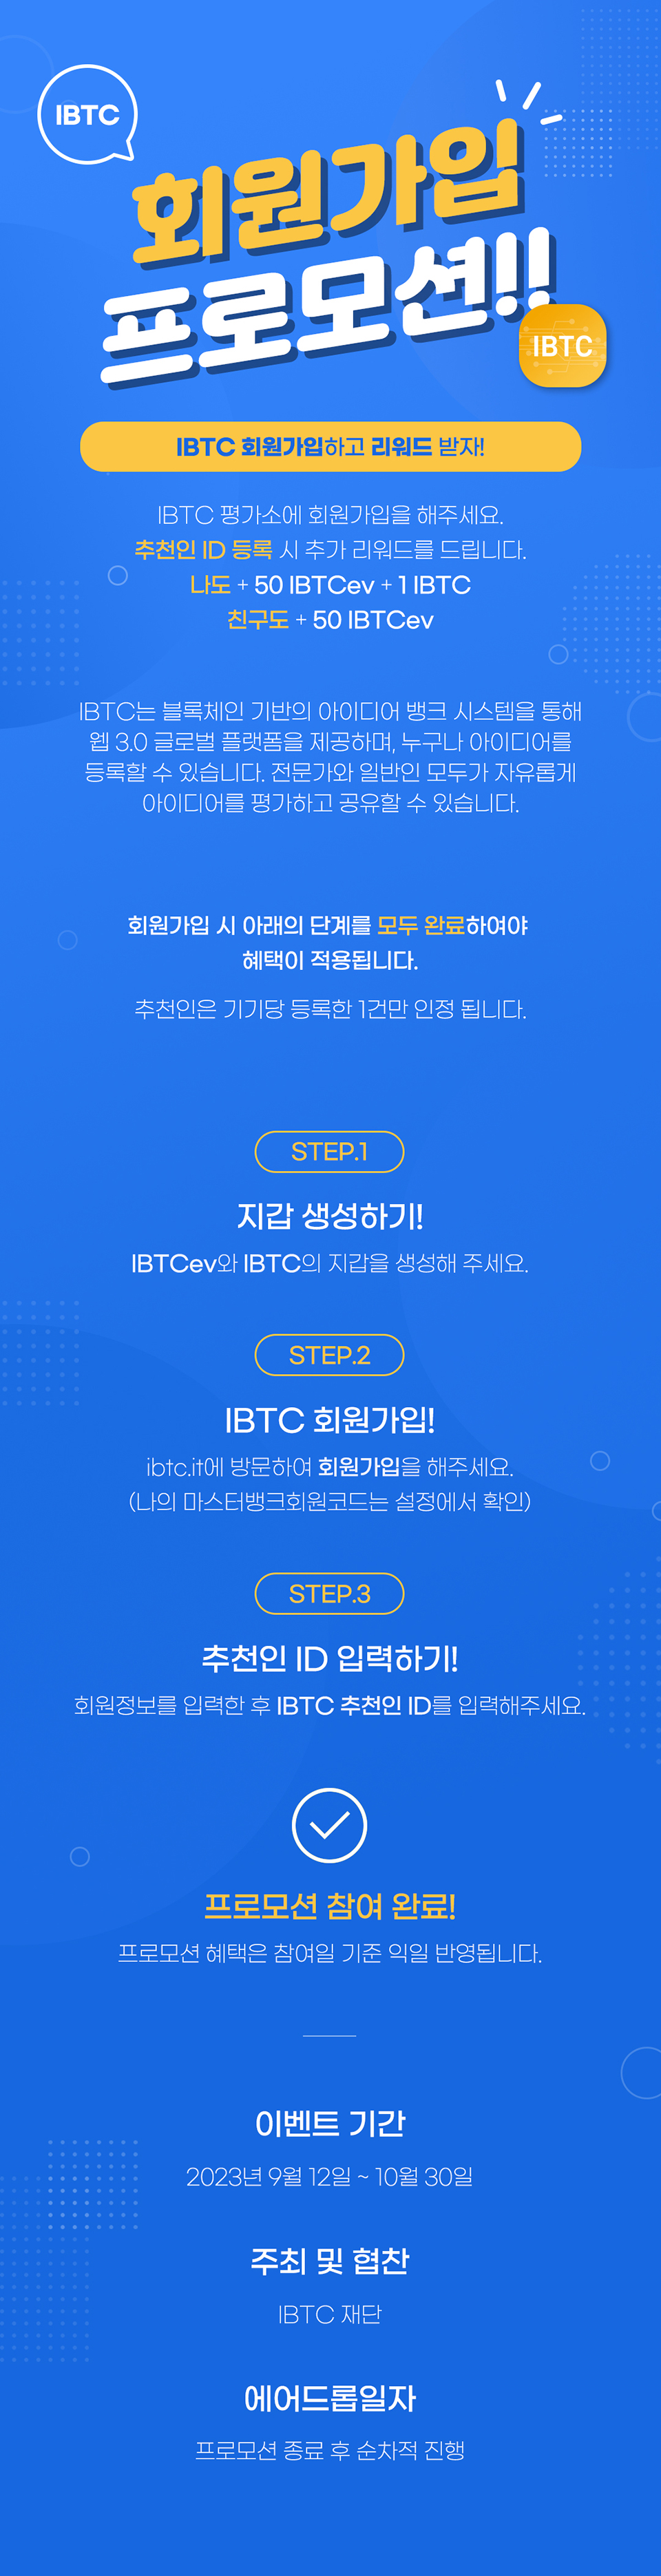 IBTC
회원가입
프로모션!!
IBTC
IBTC 회원가입하고 리워드 받자!
IBTC 평가소에 회원가입을 해주세요.
추천인 ID 등록 시 추가 리워드를 드립니다.
나도 + 50 IBTCev + 1 IBTC
친구도 + 50 IBTCev
IBTC는 블록체인 기반의 아이디어 뱅크 시스템을 통해
웹 3.0 글로벌 플랫폼을 제공하며, 누구나 아이디어를
등록할 수 있습니다. 전문가와 일반인 모두가 자유롭게
아이디어를 평가하고 공유할 수 있습니다.
회원가입 시 아래의 단계를 모두 완료하여야
혜택이 적용됩니다.
추천인은 기기당 등록한 1건만 인정 됩니다.
STEP.1
지갑 생성하기!
IBTCev와 IBTC의 지갑을 생성해 주세요.
STEP.2
IBTC 회원가입!
ibtc.it에 방문하여 회원가입을 해주세요.
(나의 마스터뱅크회원코드는 설정에서 확인)
STEP.3
추천인 ID 입력하기!
회원정보를 입력한 후 IBTC 추천인 ID를 입력해주세요.
프로모션 참여 완료!
프로모션 혜택은 참여일 기준 익일 반영됩니다.
이벤트 기간
2023년 9월 12일 ~ 10월 30일
주최 및 협찬
IBTC 재단
에어드롭일자
프로모션 종료 후 순차적 진행